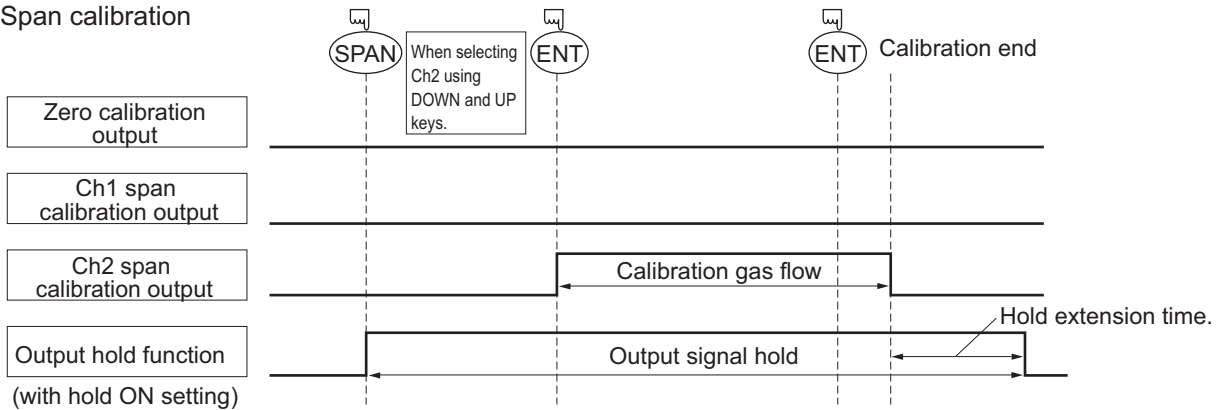 Span calibration
SPAN
When selecting
Ch2 using
DOWN and UP
keys.
ENT
ENT
Calibration end
Zero calibration
output
Ch1 span
calibration output
Ch2 span
calibration output
Calibration gas flow
Hold extension time.
Output hold function
Output signal hold
(with hold ON setting)